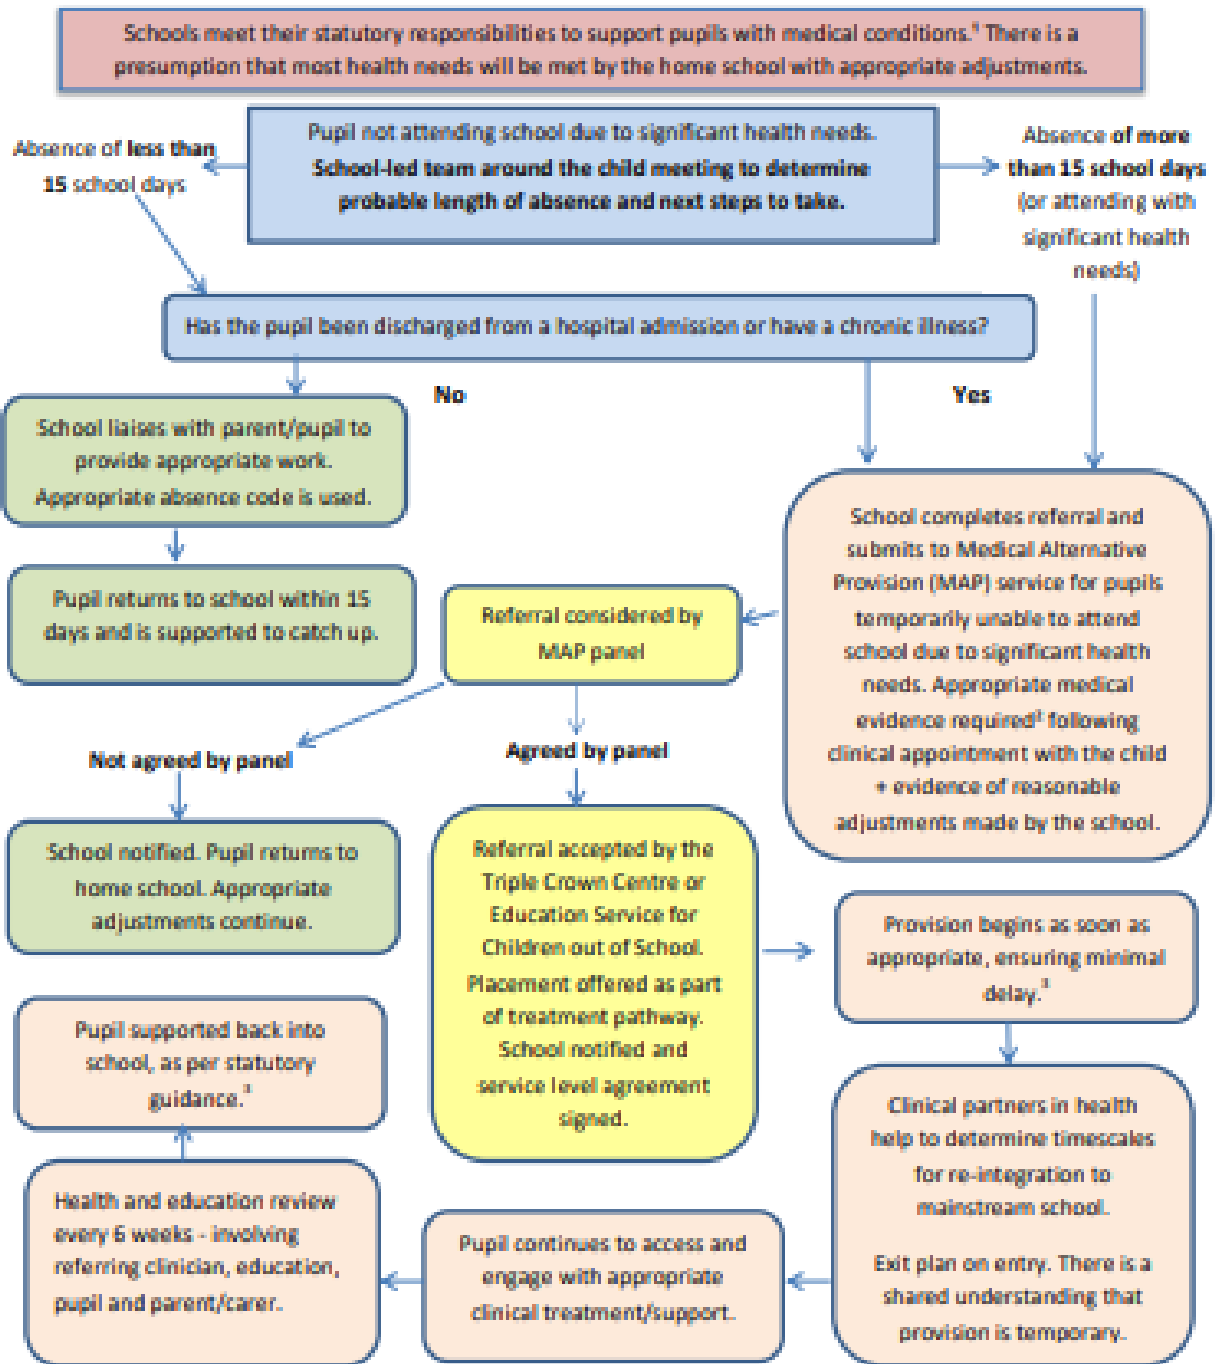 Schools meet their statutory responsibilities to support pupils with medical conditions.¹ There is a
presumption that most health needs will be met by the home school with appropriate adjustments.
Pupil not attending school due to significant health needs.
School-led team around the child meeting to determine
probable length of absence and next steps to take.
Absence of less than
15 school days
Absence of more
than 15 school days
(or attending with
significant health
needs)
Has the pupil been discharged from a hospital admission or have a chronic illness?
No
Yes
School liaises with parent/pupil to
provide appropriate work.
Appropriate absence code is used.
Pupil returns to school within 15
days and is supported to catch up.
School completes referral and
submits to Medical Alternative
Provision (MAP) service for pupils
temporarily unable to attend
school due to significant health
needs. Appropriate medical
evidence required² following
clinical appointment with the child
+ evidence of reasonable
adjustments made by the school.
Referral considered by
MAP panel
Not agreed by panel
Agreed by panel
School notified. Pupil returns to
home school. Appropriate
adjustments continue.
Referral accepted by the
Triple Crown Centre or
Education Service for
Children out of School.
Placement offered as part
of treatment pathway.
School notified and
service level agreement
signed.
Provision begins as soon as
appropriate, ensuring minimal
delay.³
Clinical partners in health
help to determine timescales
for re-integration to
mainstream school.
Exit plan on entry. There is a
shared understanding that
provision is temporary.
Pupil continues to access and
engage with appropriate
clinical treatment/support.
Health and education review
every 6 weeks - involving
referring clinician, education,
pupil and parent/carer.
Pupil supported back into
school, as per statutory
guidance.³